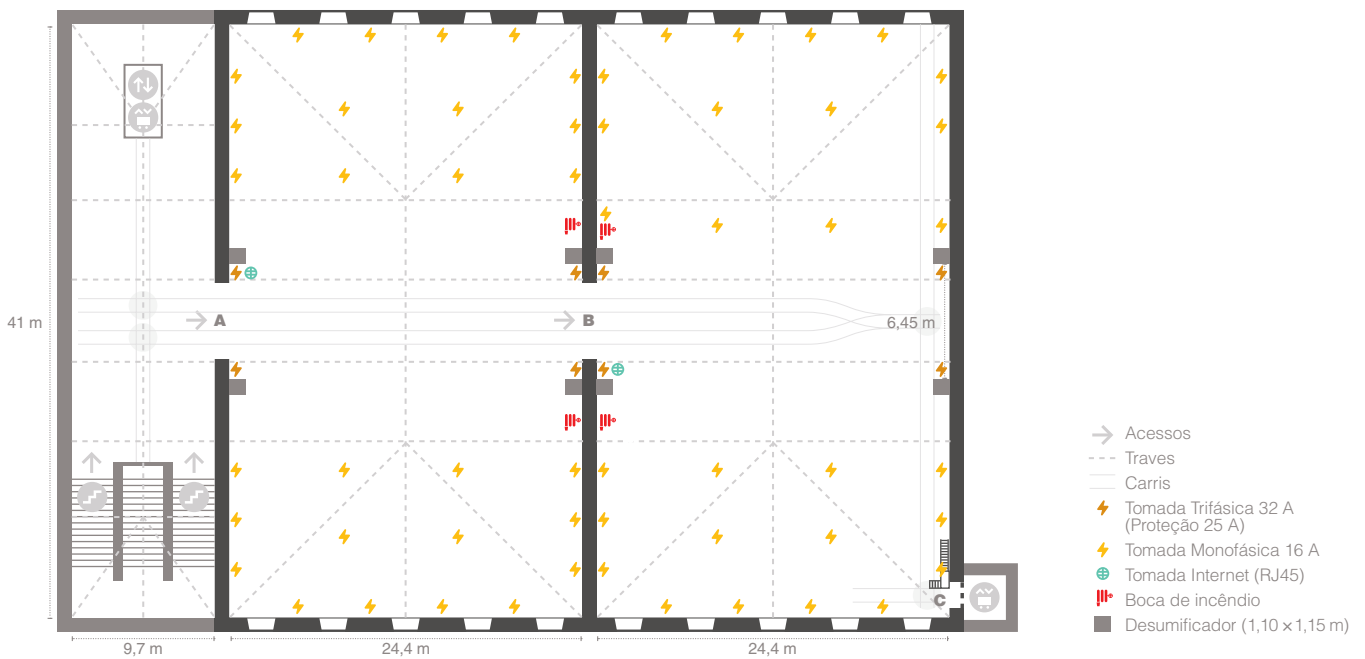 41 m
A
B
6,45 m
C
9,7 m
24,4 m
24,4 m
Acessos
Traves
Carris
Tomada Trifásica 32 A
(Proteção 25 A)
Tomada Monofásica 16 A
Tomada Internet (RJ45)
Boca de incêndio
Desumificador (1,10 × 1,15 m)